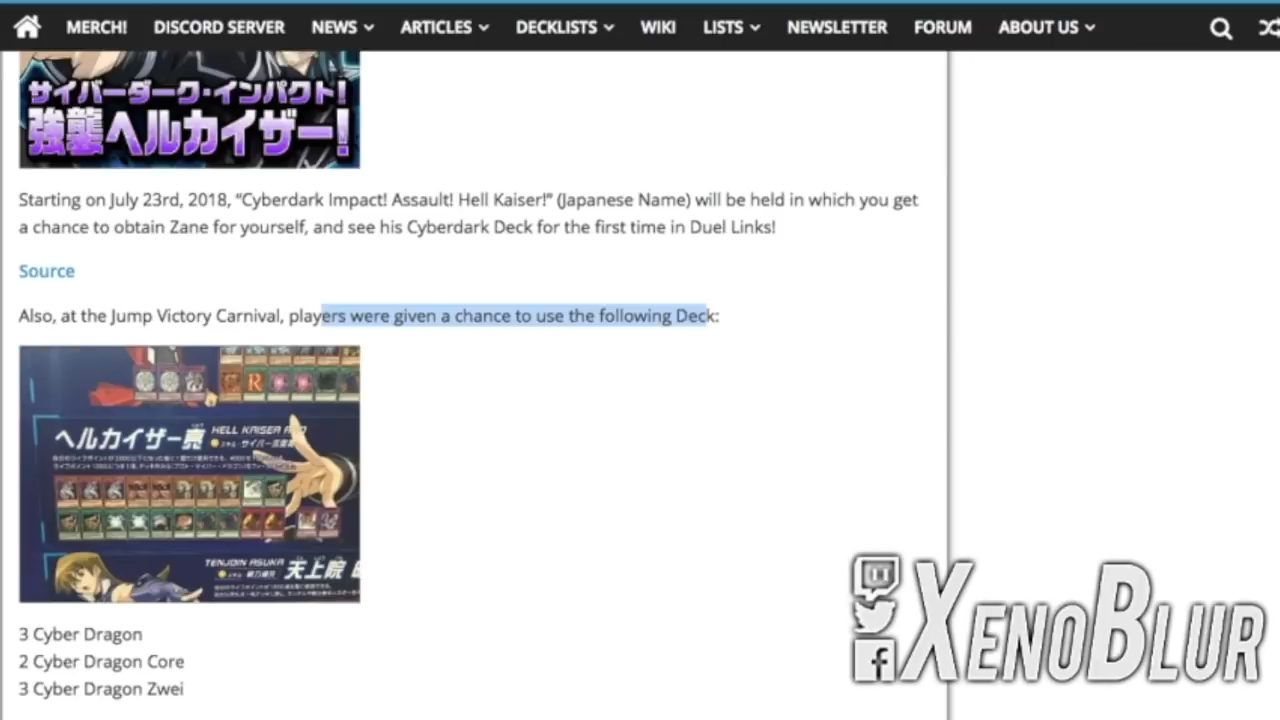 MERCH! DISCORD SERVER NEWS ARTICLES DECKLISTS WIKI LISTS NEWSLETTER FORUM ABOUT US
サイバーダーク・インパクト!
強襲ヘルカイザー!
Starting on July 23rd, 2018, “Cyberdark Impact! Assault! Hell Kaiser!” (Japanese Name) will be held in which you get
a chance to obtain Zane for yourself, and see his Cyberdark Deck for the first time in Duel Links!
Source
Also, at the Jump Victory Carnival, players were given a chance to use the following Deck:
R
ヘルカイザー亮 HELL KAISER
TENJOIN ASUKA
天上院
3 Cyber Dragon
2 Cyber Dragon Core
3 Cyber Dragon Zwei
XENOBLUR